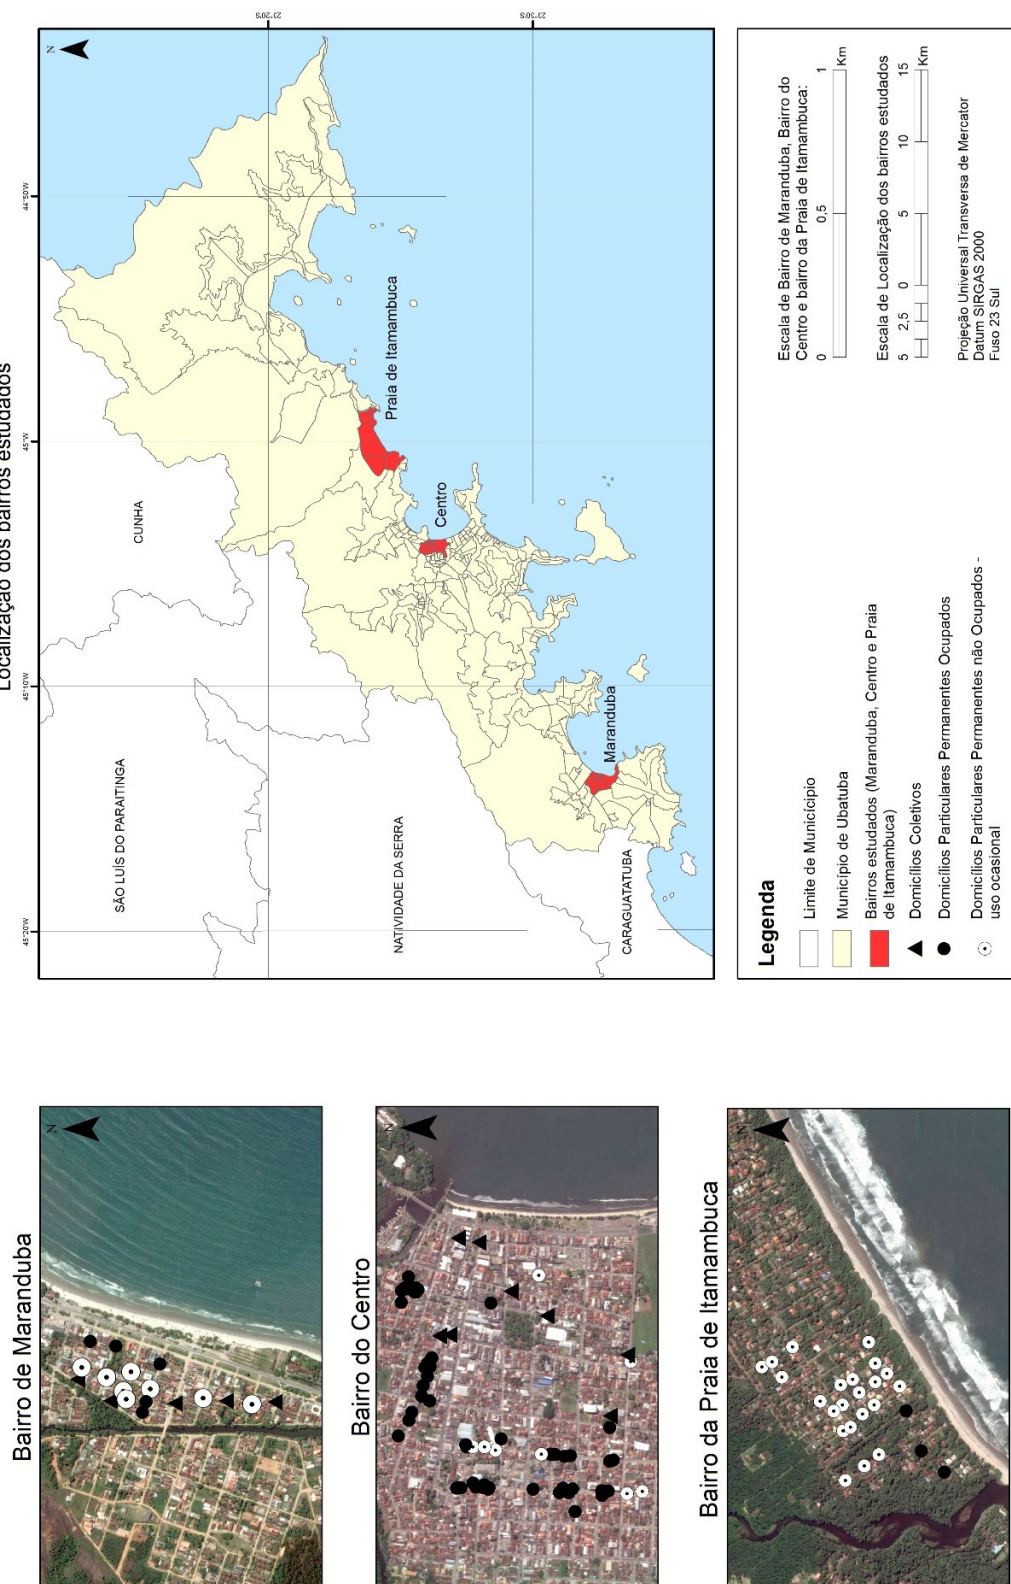 Localização dos bairros estudados
45°20'W
45°10'W
45°W
44°50'W
23°20'S
23°30'S
N
SÃO LUÍS DO PARAITINGA
CUNHA
NATIVIDADE DA SERRA
CARAGUATATUBA
Praia de Itamambuca
Centro
Maranduba
Legenda
Limite de Municícipio
Município de Ubatuba
Bairros estudados (Maranduba, Centro e Praia
de Itamambuca)
Domicílios Coletivos
Domicílios Particulares Permanentes Ocupados
Domicílios Particulares Permanentes não Ocupados -
uso ocasional
Escala de Bairro de Maranduba, Bairro do
Centro e bairro da Praia de Itamambuca:
0 0,5 1
Km
Escala de Localização dos bairros estudados
5 2,5 0 5 10 15
Km
Projeção Universal Transversa de Mercator
Datum SIRGAS 2000
Fuso 23 Sul
Bairro de Maranduba
N
Bairro do Centro
N
Bairro da Praia de Itamambuca
N